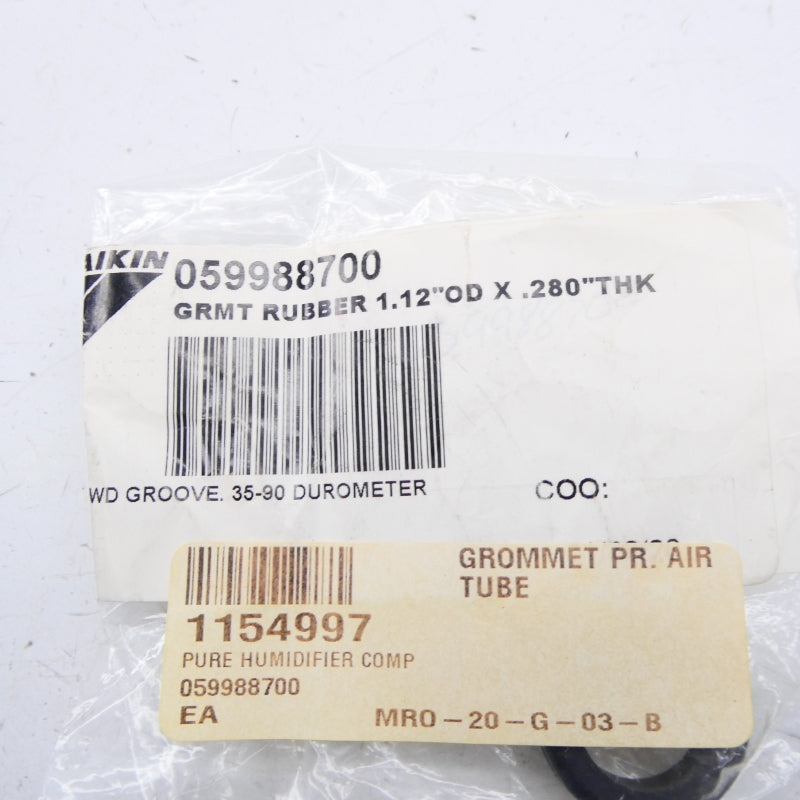 AIKIN
059988700
GRMT RUBBER 1.12"OD X .280"THK
WD GROOVE. 35-90 DUROMETER
COO:
GROMMET PR. AIR
TUBE
1154997
PURE HUMIDIFIER COMP
059988700
EA
MRO-20-G-03-B